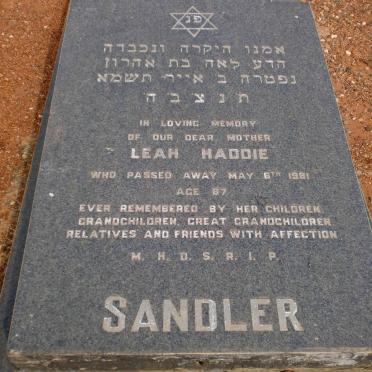 פ נ
אמנו היקרה ונכבדה
הדע לאה בת אהרון
נפטרה ב אייר תשמא
ת נ צ ב ה
IN LOVING MEMORY
OF OUR DEAR MOTHER
LEAH HADDIE
WHO PASSED AWAY MAY 6TH 1981
AGE 87
EVER REMEMBERED BY HER CHILDREN
GRANDCHILDREN, GREAT GRANDCHILDREN
RELATIVES AND FRIENDS WITH AFFECTION
M. H. D. S. R. I. P.
SANDLER